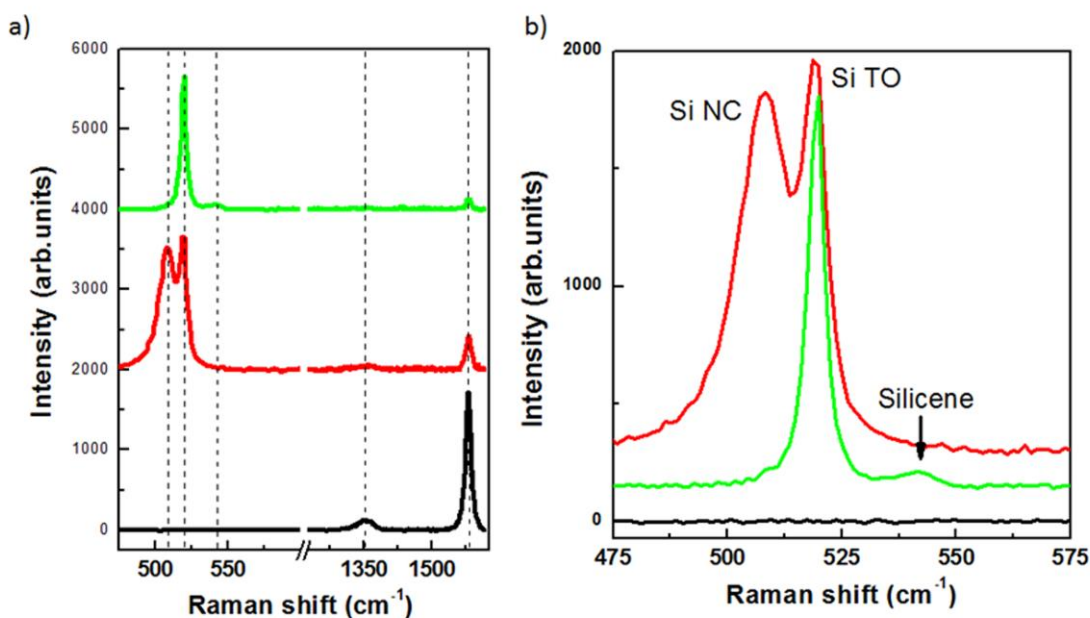 a)
6000
5000
4000
3000
2000
1000
0
Intensity (arb.units)
500 550 1350 1500
Raman shift (cm⁻¹)
b)
2000
1000
0
Intensity (arb.units)
Si NC
Si TO
Silicene
475 500 525 550 575
Raman shift (cm⁻¹)